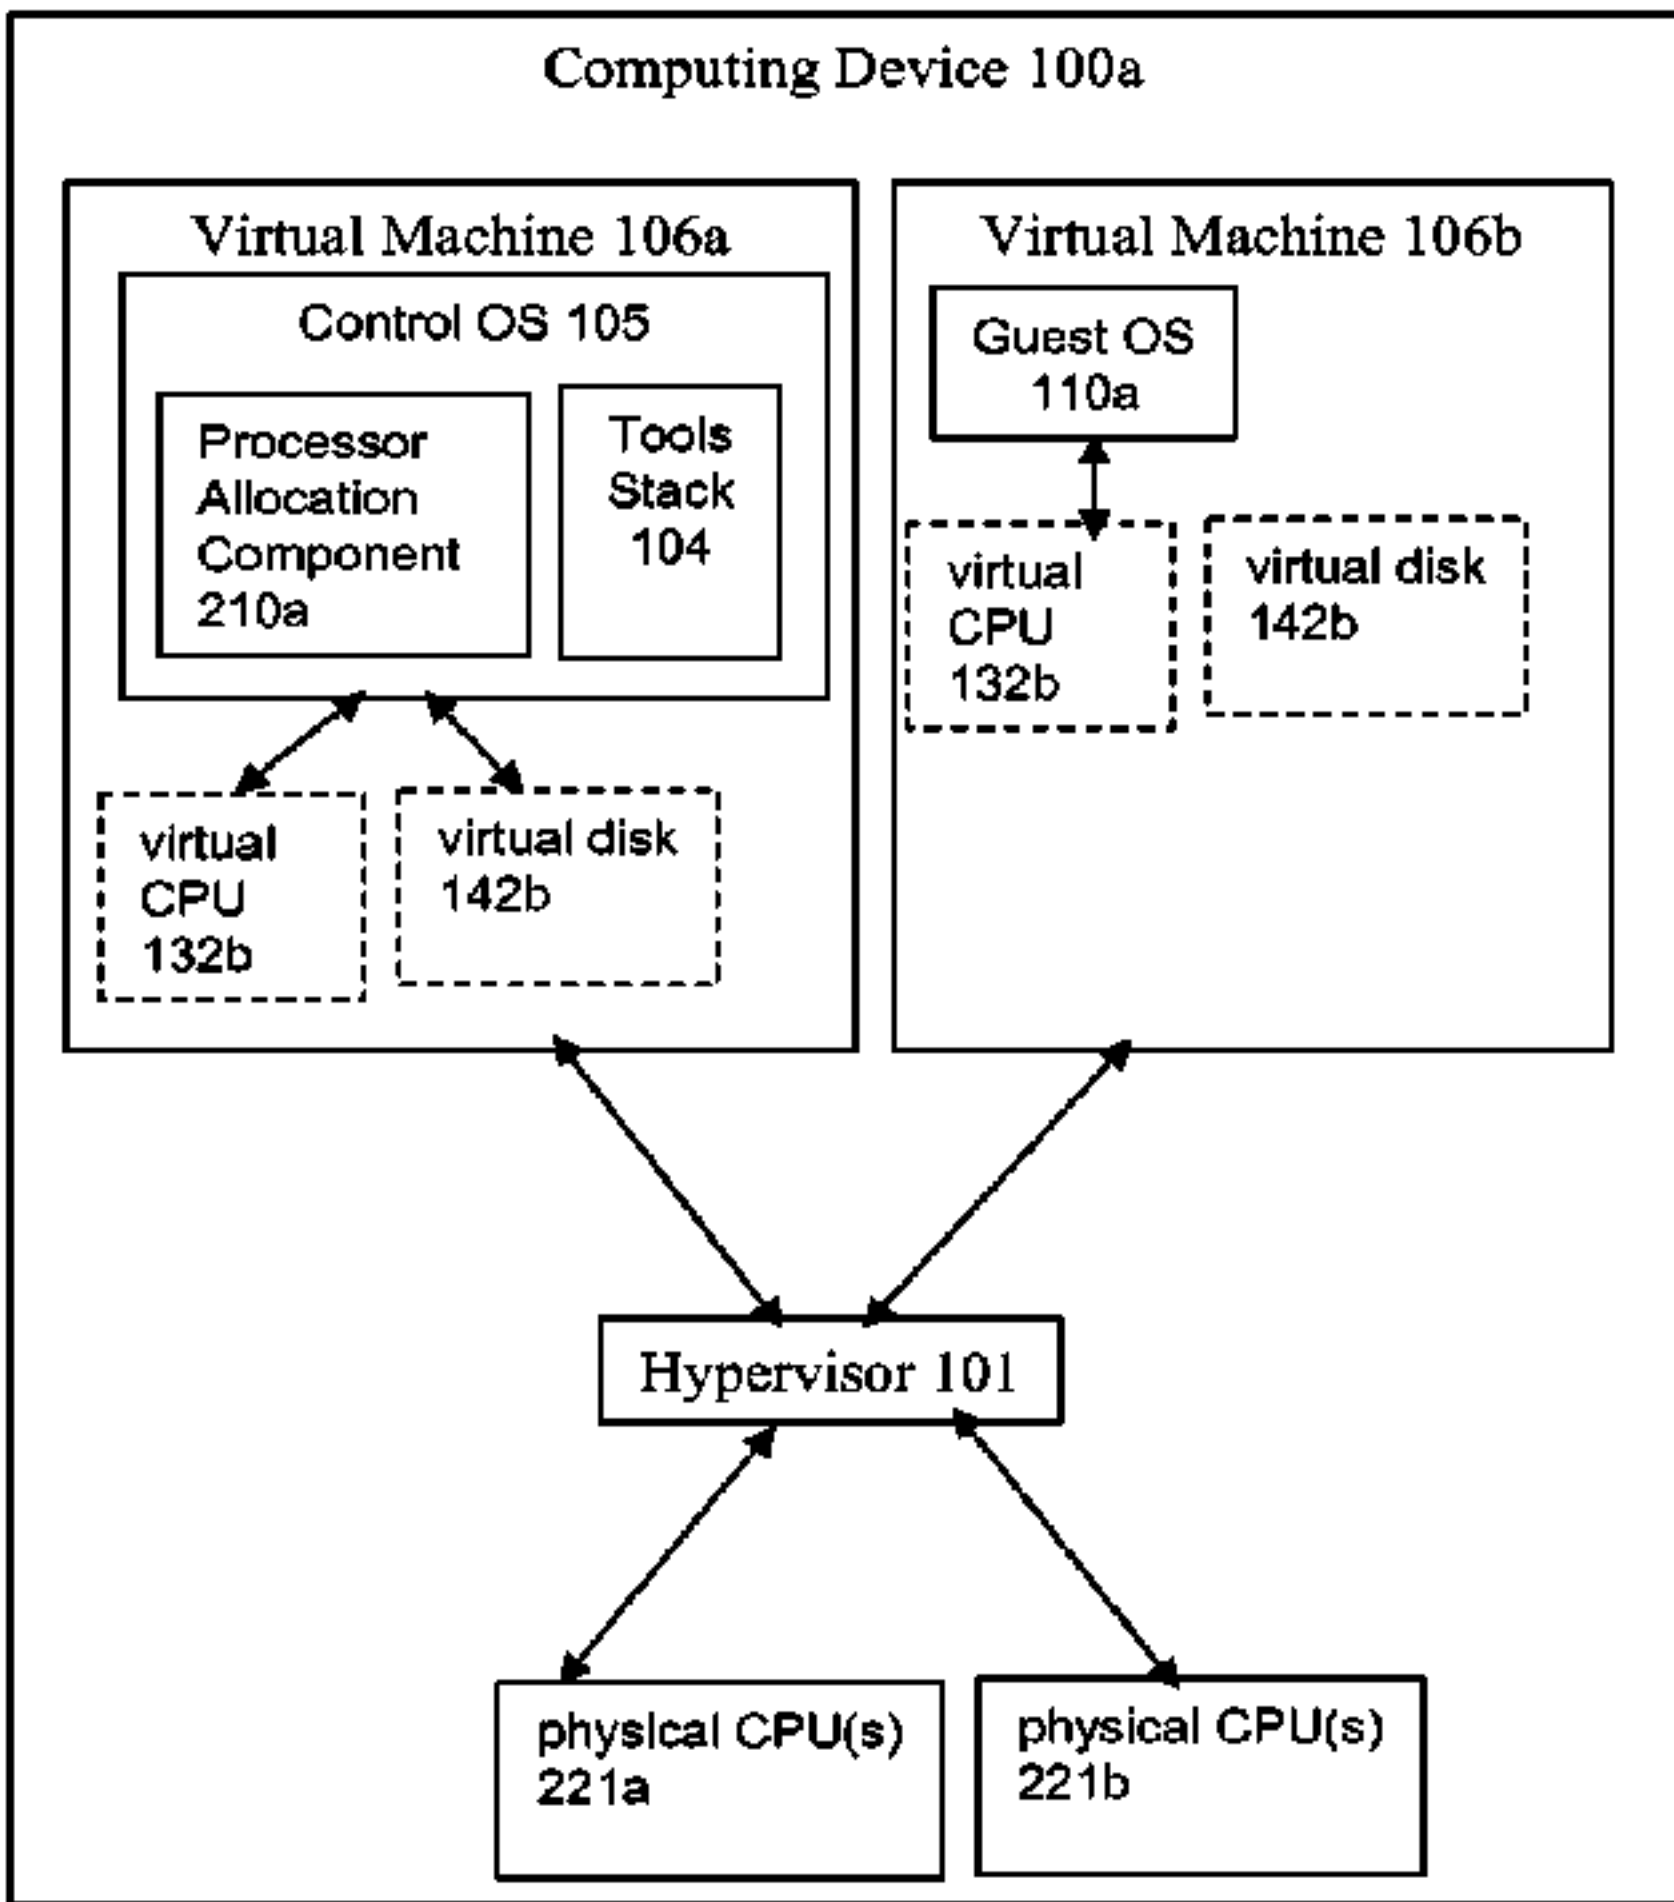 Computing Device 100a
Virtual Machine 106a
Control OS 105
Processor
Allocation
Component
210a
Tools
Stack
104
virtual
CPU
132b
virtual disk
142b
Virtual Machine 106b
Guest OS
110a
virtual
CPU
132b
virtual disk
142b
Hypervisor 101
physical CPU(s)
221a
physical CPU(s)
221b